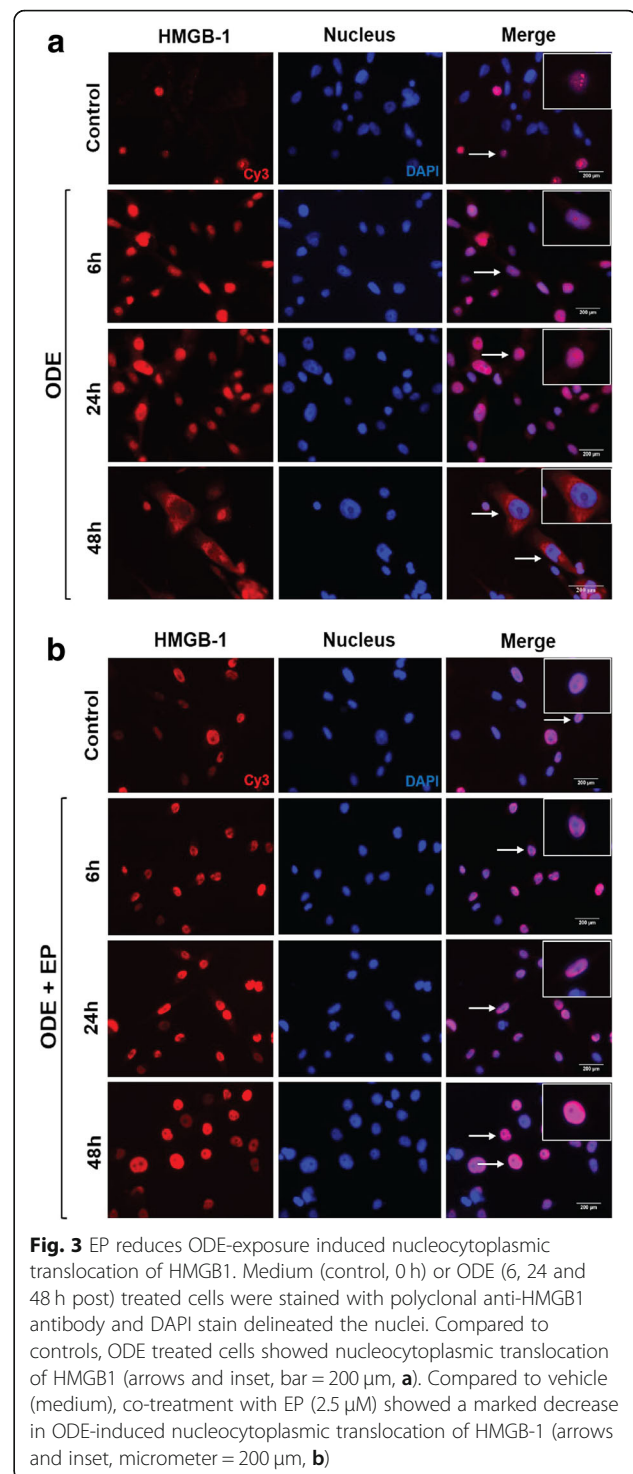 a
HMGB-1 Nucleus Merge
Control
Cy3
DAPI
200 µm
ODE
6h
200 µm
24h
200 µm
48h
200 µm
b
HMGB-1 Nucleus Merge
Control
Cy3
DAPI
200 µm
ODE + EP
6h
200 µm
24h
200 µm
48h
200 µm
Fig. 3 EP reduces ODE-exposure induced nucleocytoplasmic
translocation of HMGB1. Medium (control, 0 h) or ODE (6, 24 and
48 h post) treated cells were stained with polyclonal anti-HMGB1
antibody and DAPI stain delineated the nuclei. Compared to
controls, ODE treated cells showed nucleocytoplasmic translocation
of HMGB1 (arrows and inset, bar = 200 µm, a). Compared to vehicle
(medium), co-treatment with EP (2.5 µM) showed a marked decrease
in ODE-induced nucleocytoplasmic translocation of HMGB-1 (arrows
and inset, micrometer = 200 µm, b)